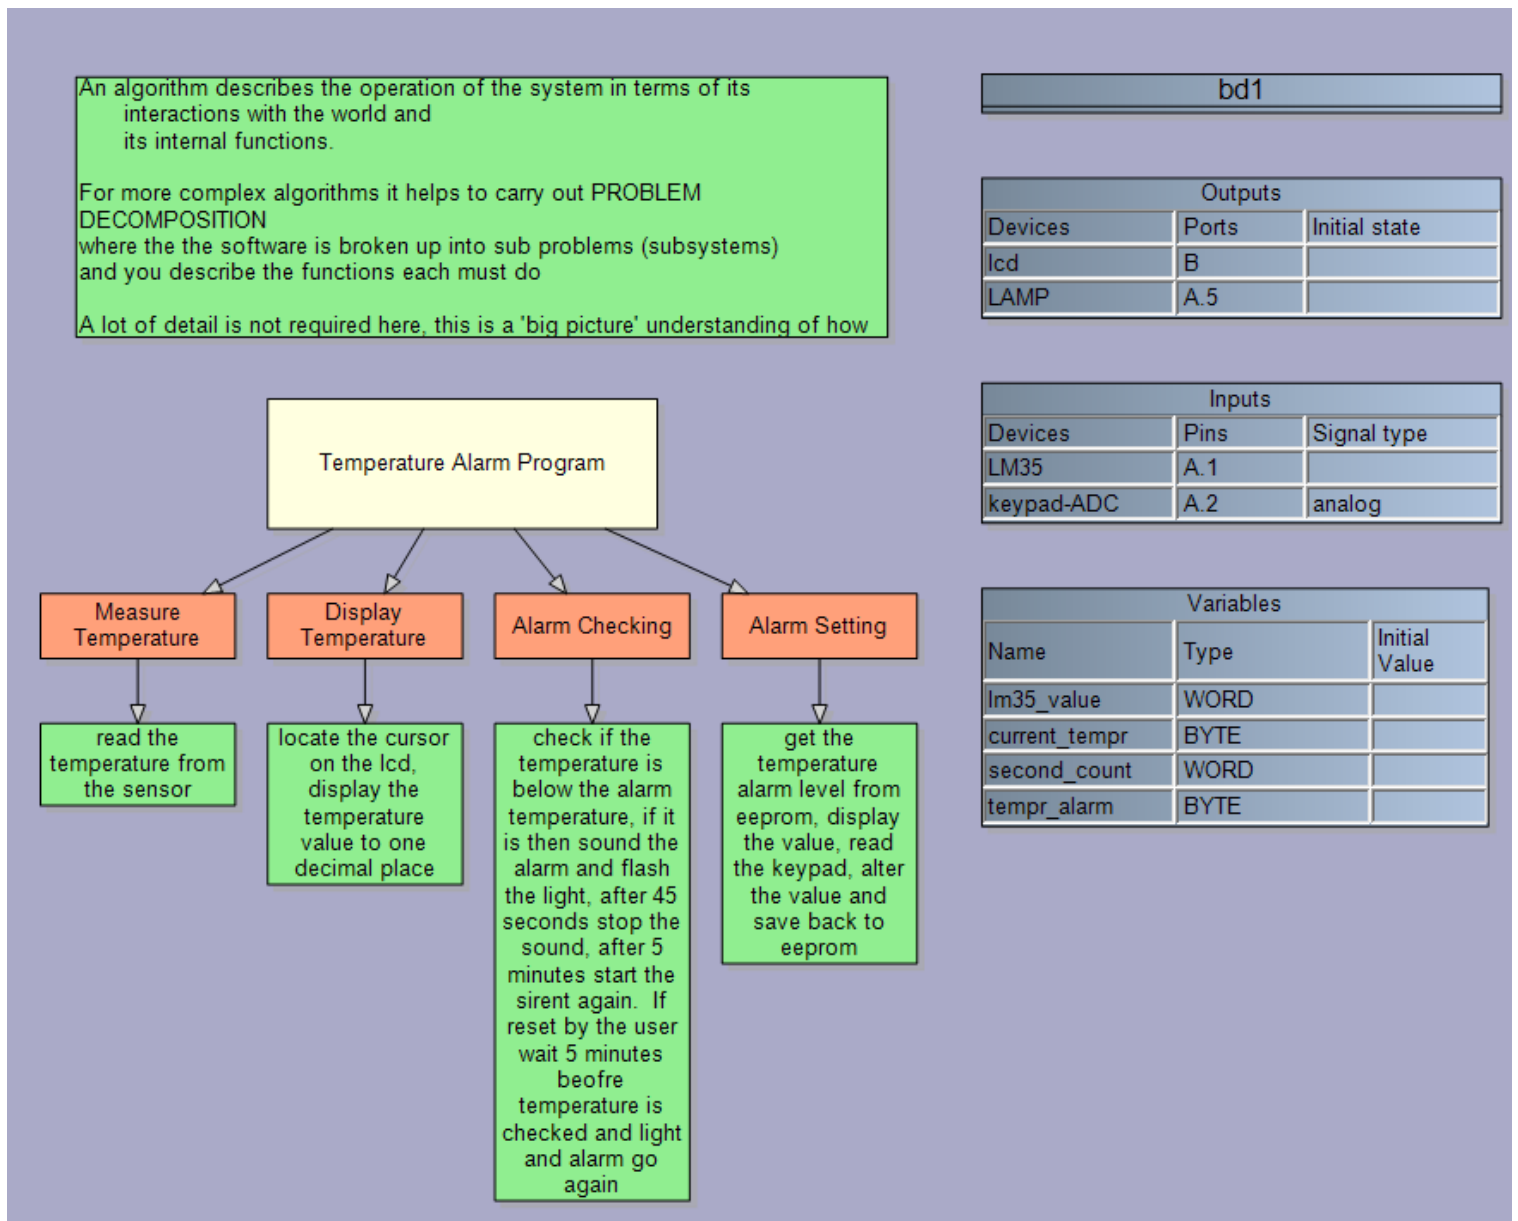 An algorithm describes the operation of the system in terms of its
interactions with the world and
its internal functions.
For more complex algorithms it helps to carry out PROBLEM
DECOMPOSITION
where the the software is broken up into sub problems (subsystems)
and you describe the functions each must do
A lot of detail is not required here, this is a 'big picture' understanding of how
Temperature Alarm Program
Measure
Temperature
read the
temperature from
the sensor
Display
Temperature
locate the cursor
on the lcd,
display the
temperature
value to one
decimal place
Alarm Checking
check if the
temperature is
below the alarm
temperature, if it
is then sound the
alarm and flash
the light, after 45
seconds stop the
sound, after 5
minutes start the
sirent again. If
reset by the user
wait 5 minutes
beofre
temperature is
checked and light
and alarm go
again
Alarm Setting
get the
temperature
alarm level from
eeprom, display
the value, read
the keypad, alter
the value and
save back to
eeprom
bd1
Outputs
Devices Ports Initial state
lcd B
LAMP A.5
Inputs
Devices Pins Signal type
LM35 A.1
keypad-ADC A.2 analog
Variables
Name Type Initial
Value
lm35_value WORD
current_tempr BYTE
second_count WORD
tempr_alarm BYTE